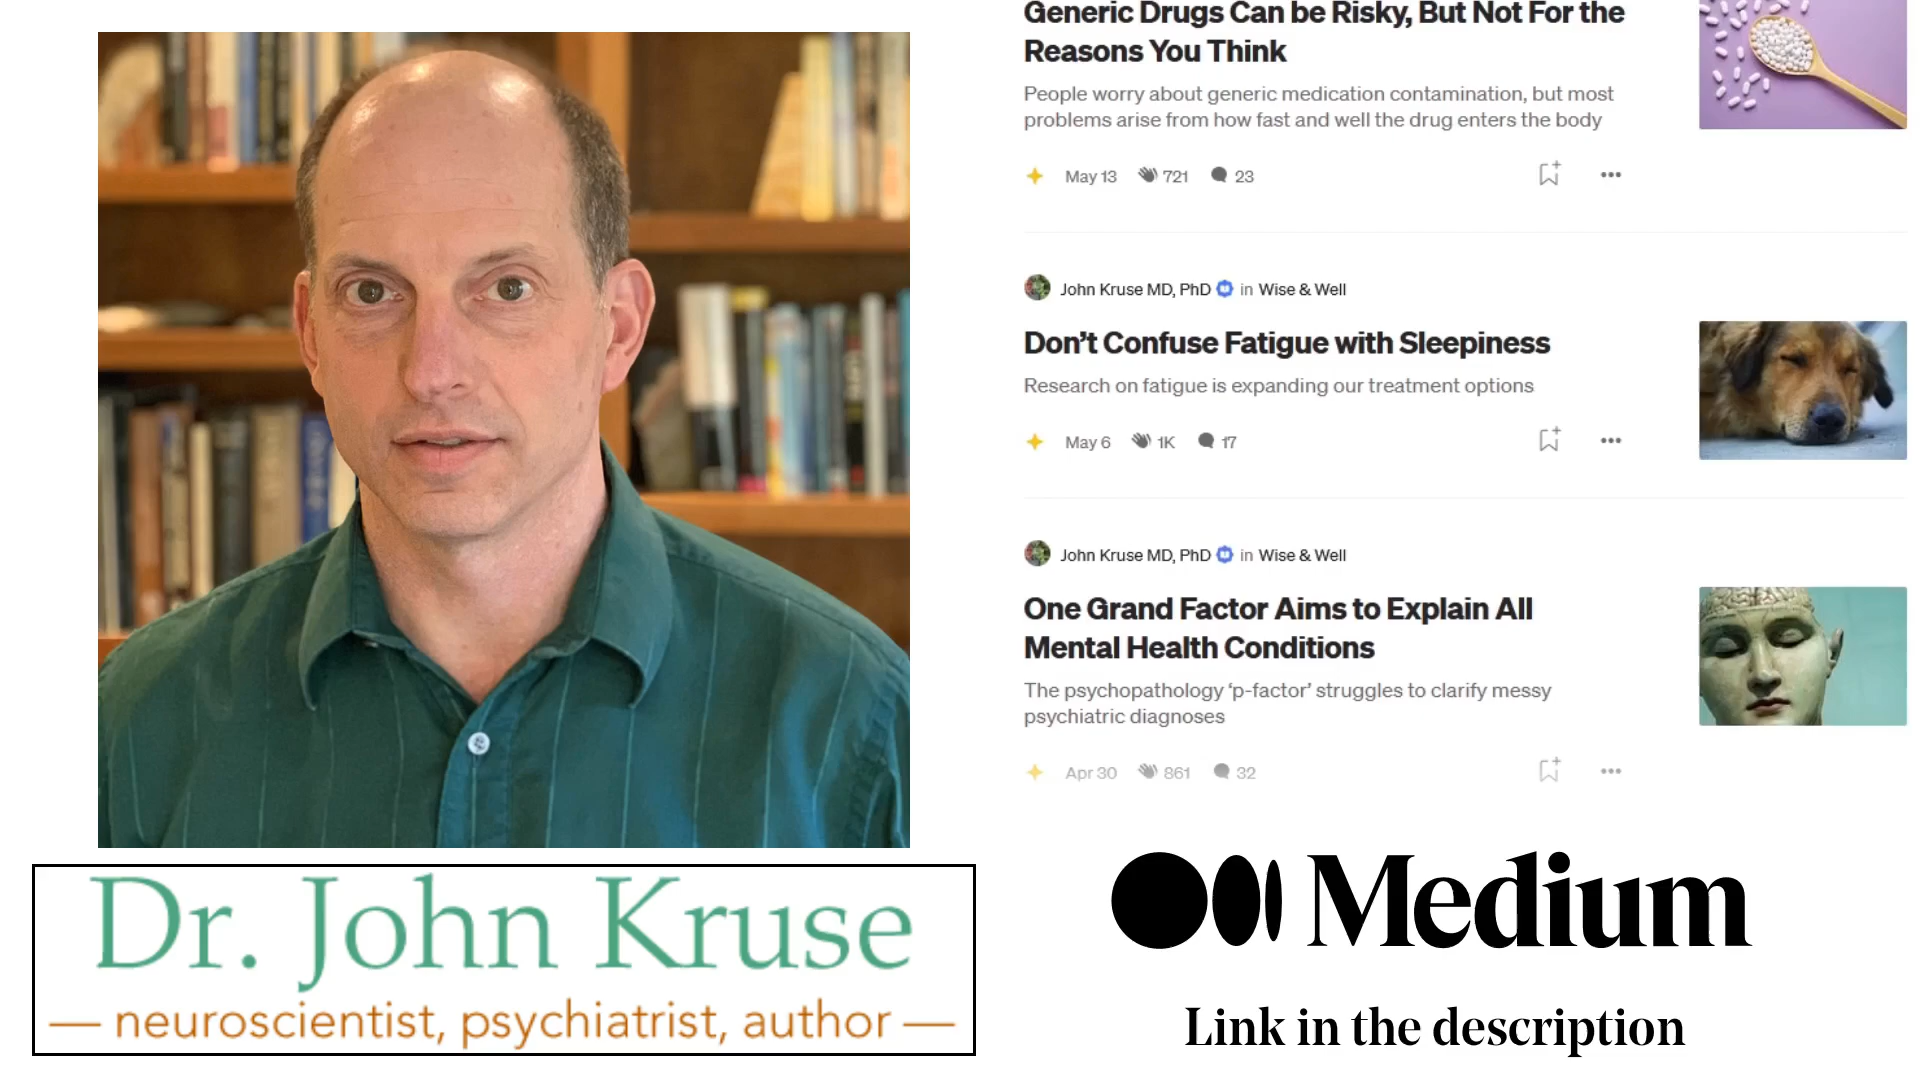 Generic Drugs Can be Risky, But Not For the
Reasons You Think
People worry about generic medication contamination, but most
problems arise from how fast and well the drug enters the body
May 13 721 23
John Kruse MD, PhD in Wise & Well
Don’t Confuse Fatigue with Sleepiness
Research on fatigue is expanding our treatment options
May 6 1K 17
John Kruse MD, PhD in Wise & Well
One Grand Factor Aims to Explain All
Mental Health Conditions
The psychopathology ‘p-factor’ struggles to clarify messy
psychiatric diagnoses
Apr 30 861 32
Dr. John Kruse
— neuroscientist, psychiatrist, author —
Medium
Link in the description